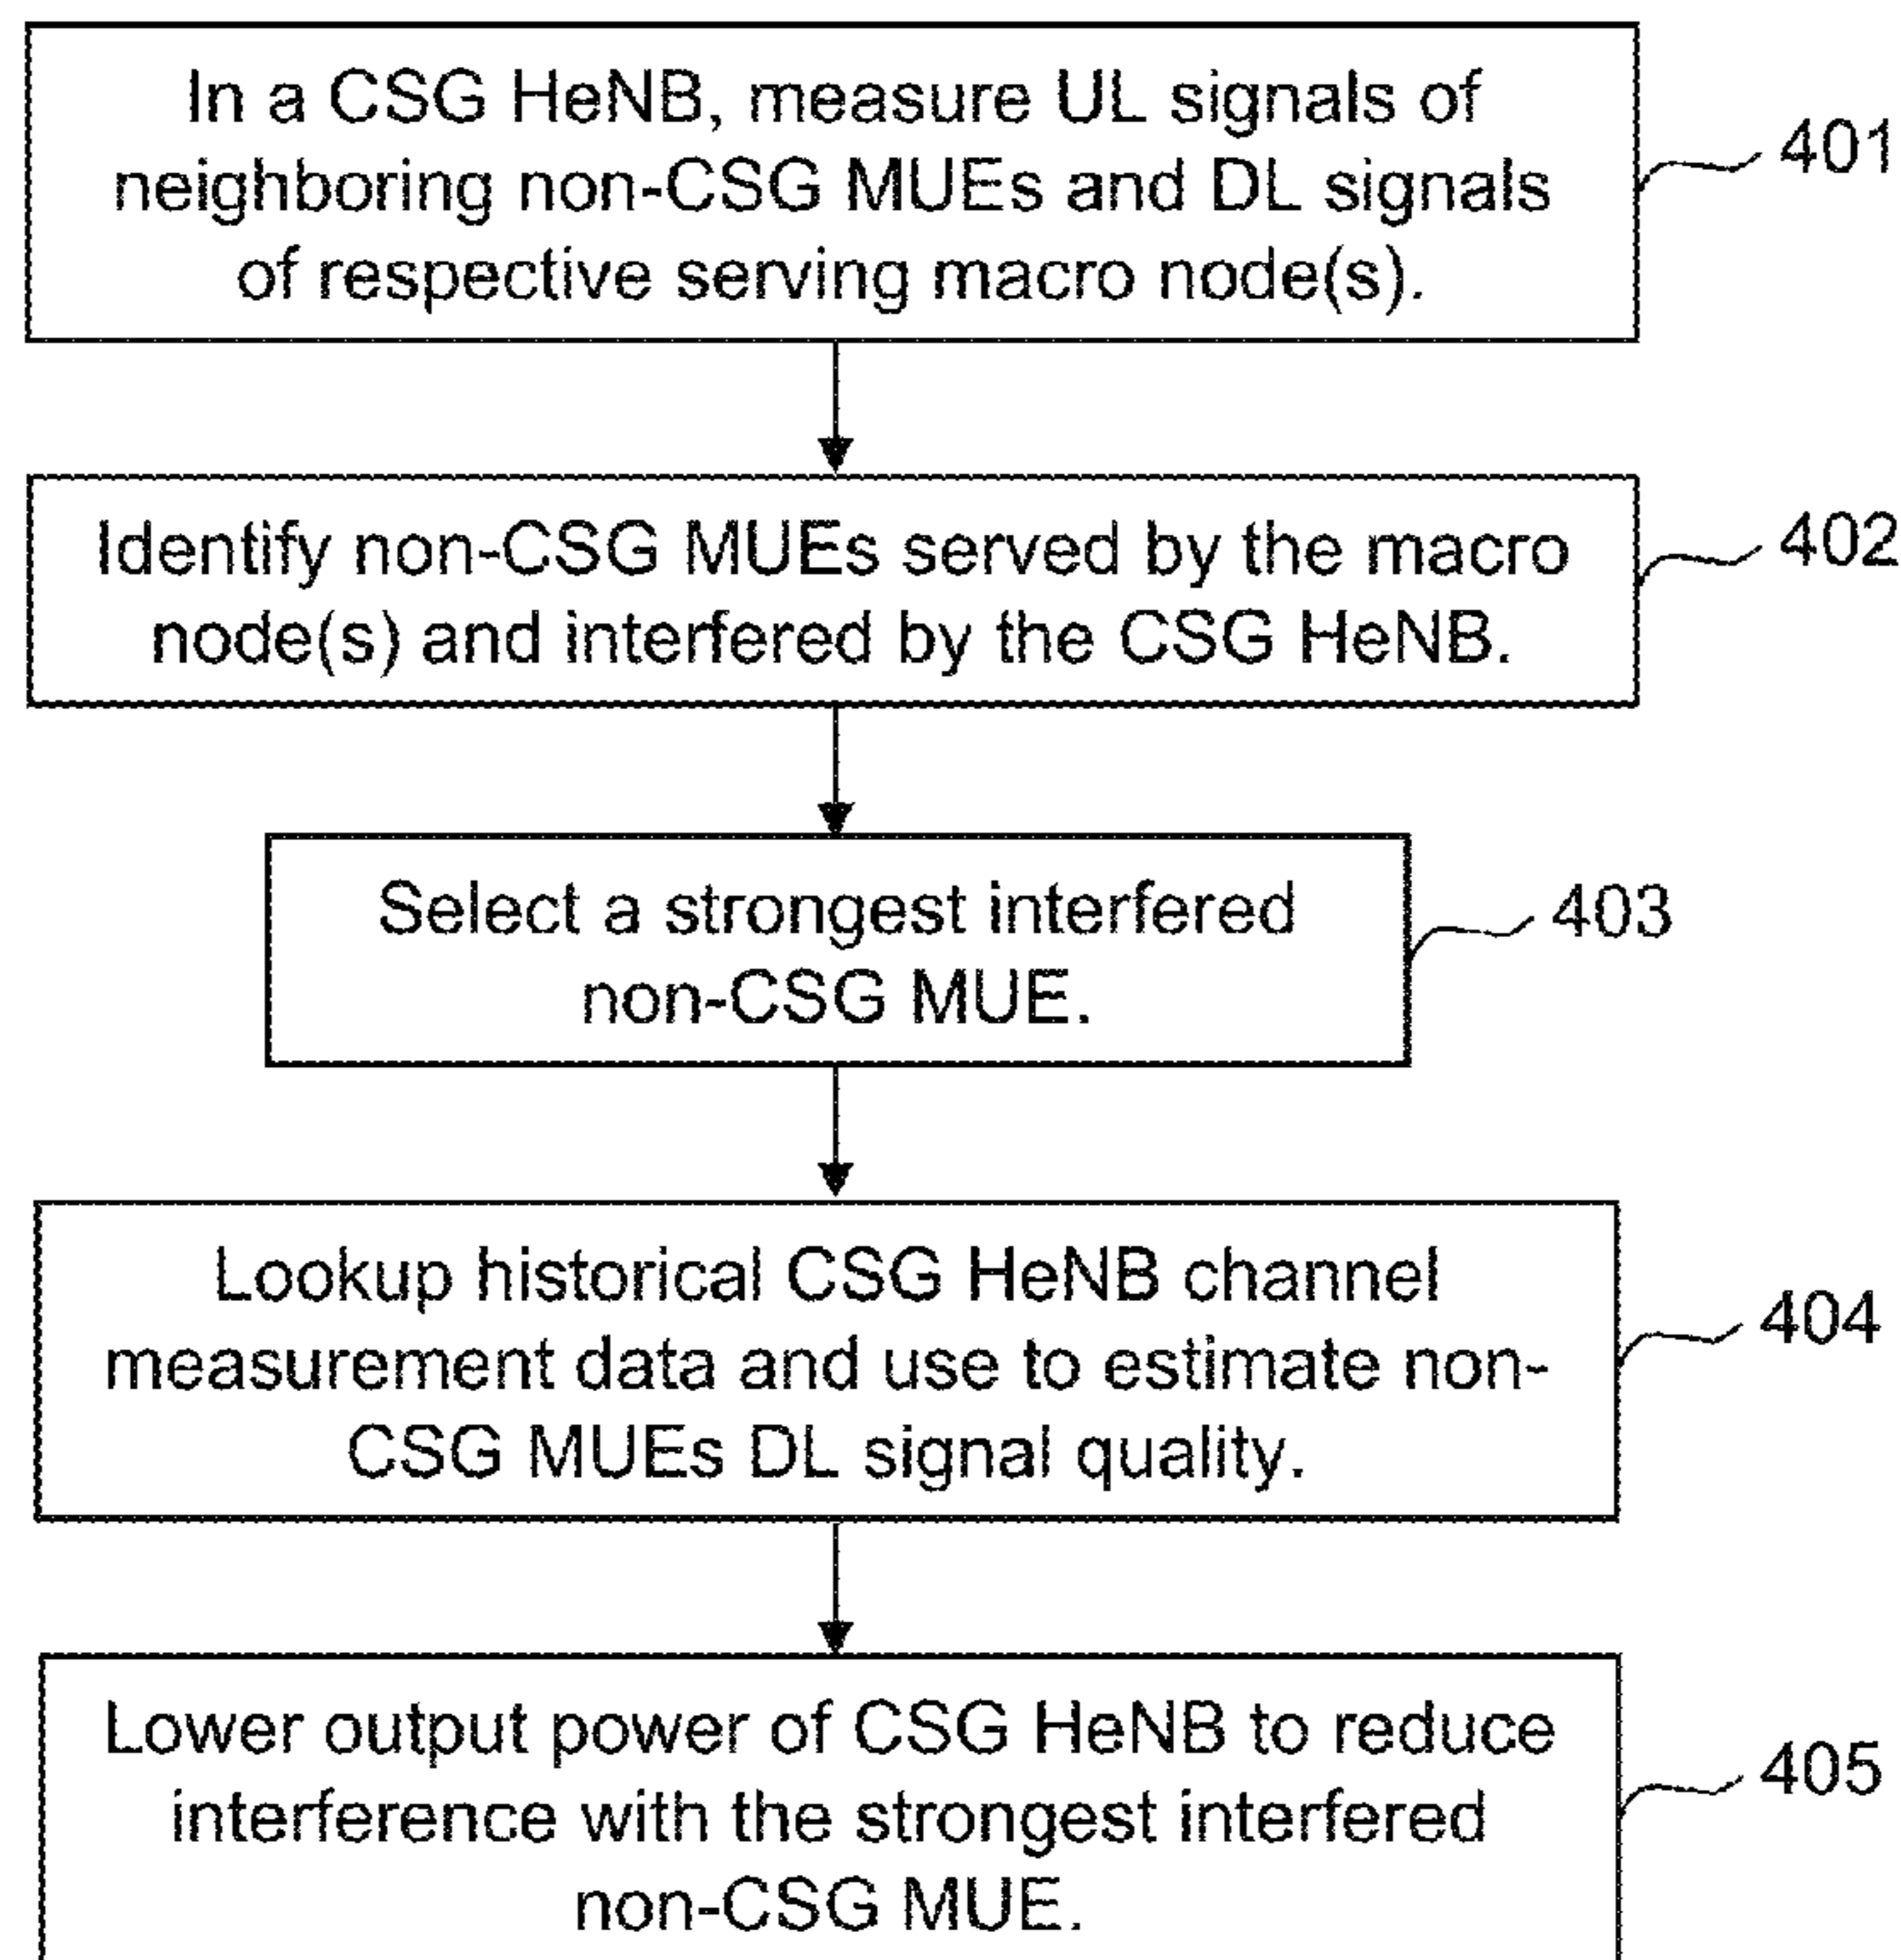 In a CSG HeNB, measure UL signals of
neighboring non-CSG MUEs and DL signals
of respective serving macro node(s).
401
Identify non-CSG MUEs served by the macro
node(s) and interfered by the CSG HeNB.
402
Select a strongest interfered
non-CSG MUE.
403
Lookup historical CSG HeNB channel
measurement data and use to estimate non-
CSG MUEs DL signal quality.
404
Lower output power of CSG HeNB to reduce
interference with the strongest interfered
non-CSG MUE.
405